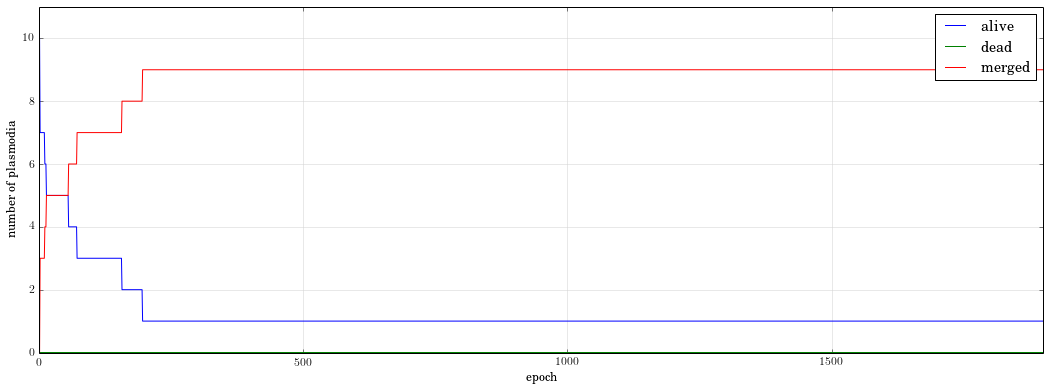 alive
dead
merged
10
8
6
4
2
0
number of plasmodia
0 500 1000 1500
epoch